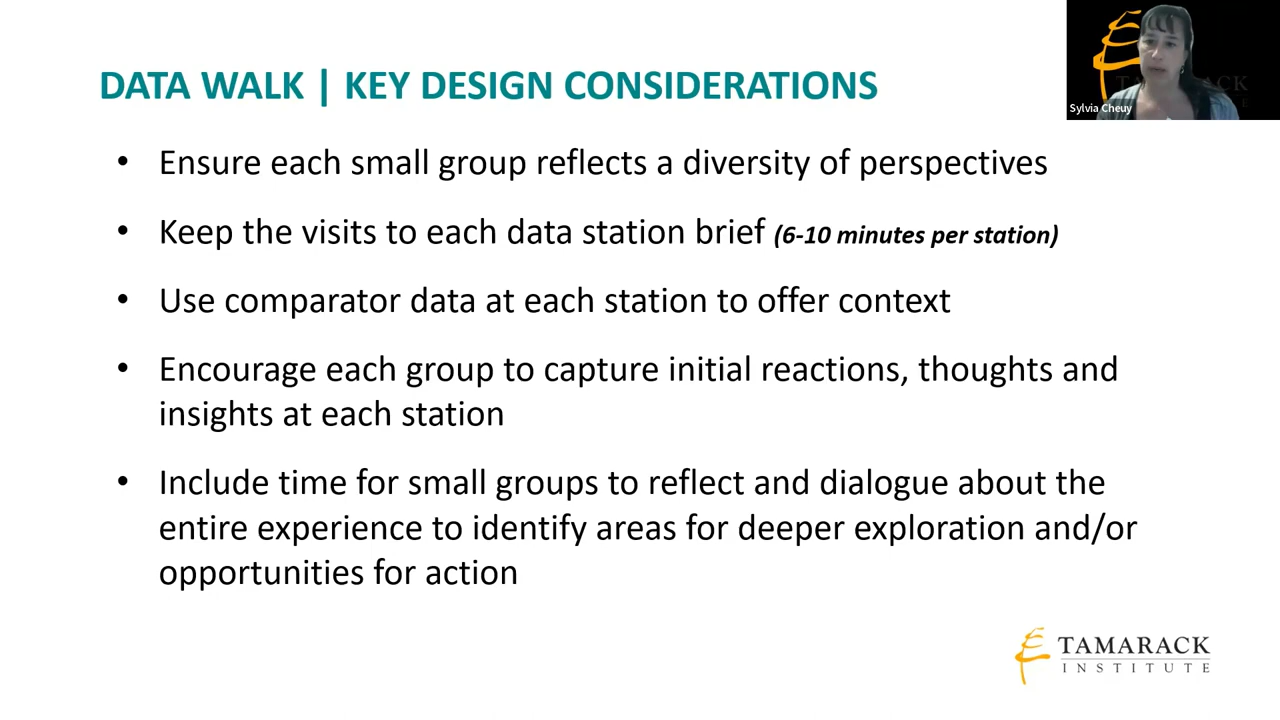 DATA WALK | KEY DESIGN CONSIDERATIONS
• Ensure each small group reflects a diversity of perspectives
• Keep the visits to each data station brief (6-10 minutes per station)
• Use comparator data at each station to offer context
• Encourage each group to capture initial reactions, thoughts and
insights at each station
• Include time for small groups to reflect and dialogue about the
entire experience to identify areas for deeper exploration and/or
opportunities for action
Sylvia Cheuy
TAMARACK
INSTITUTE